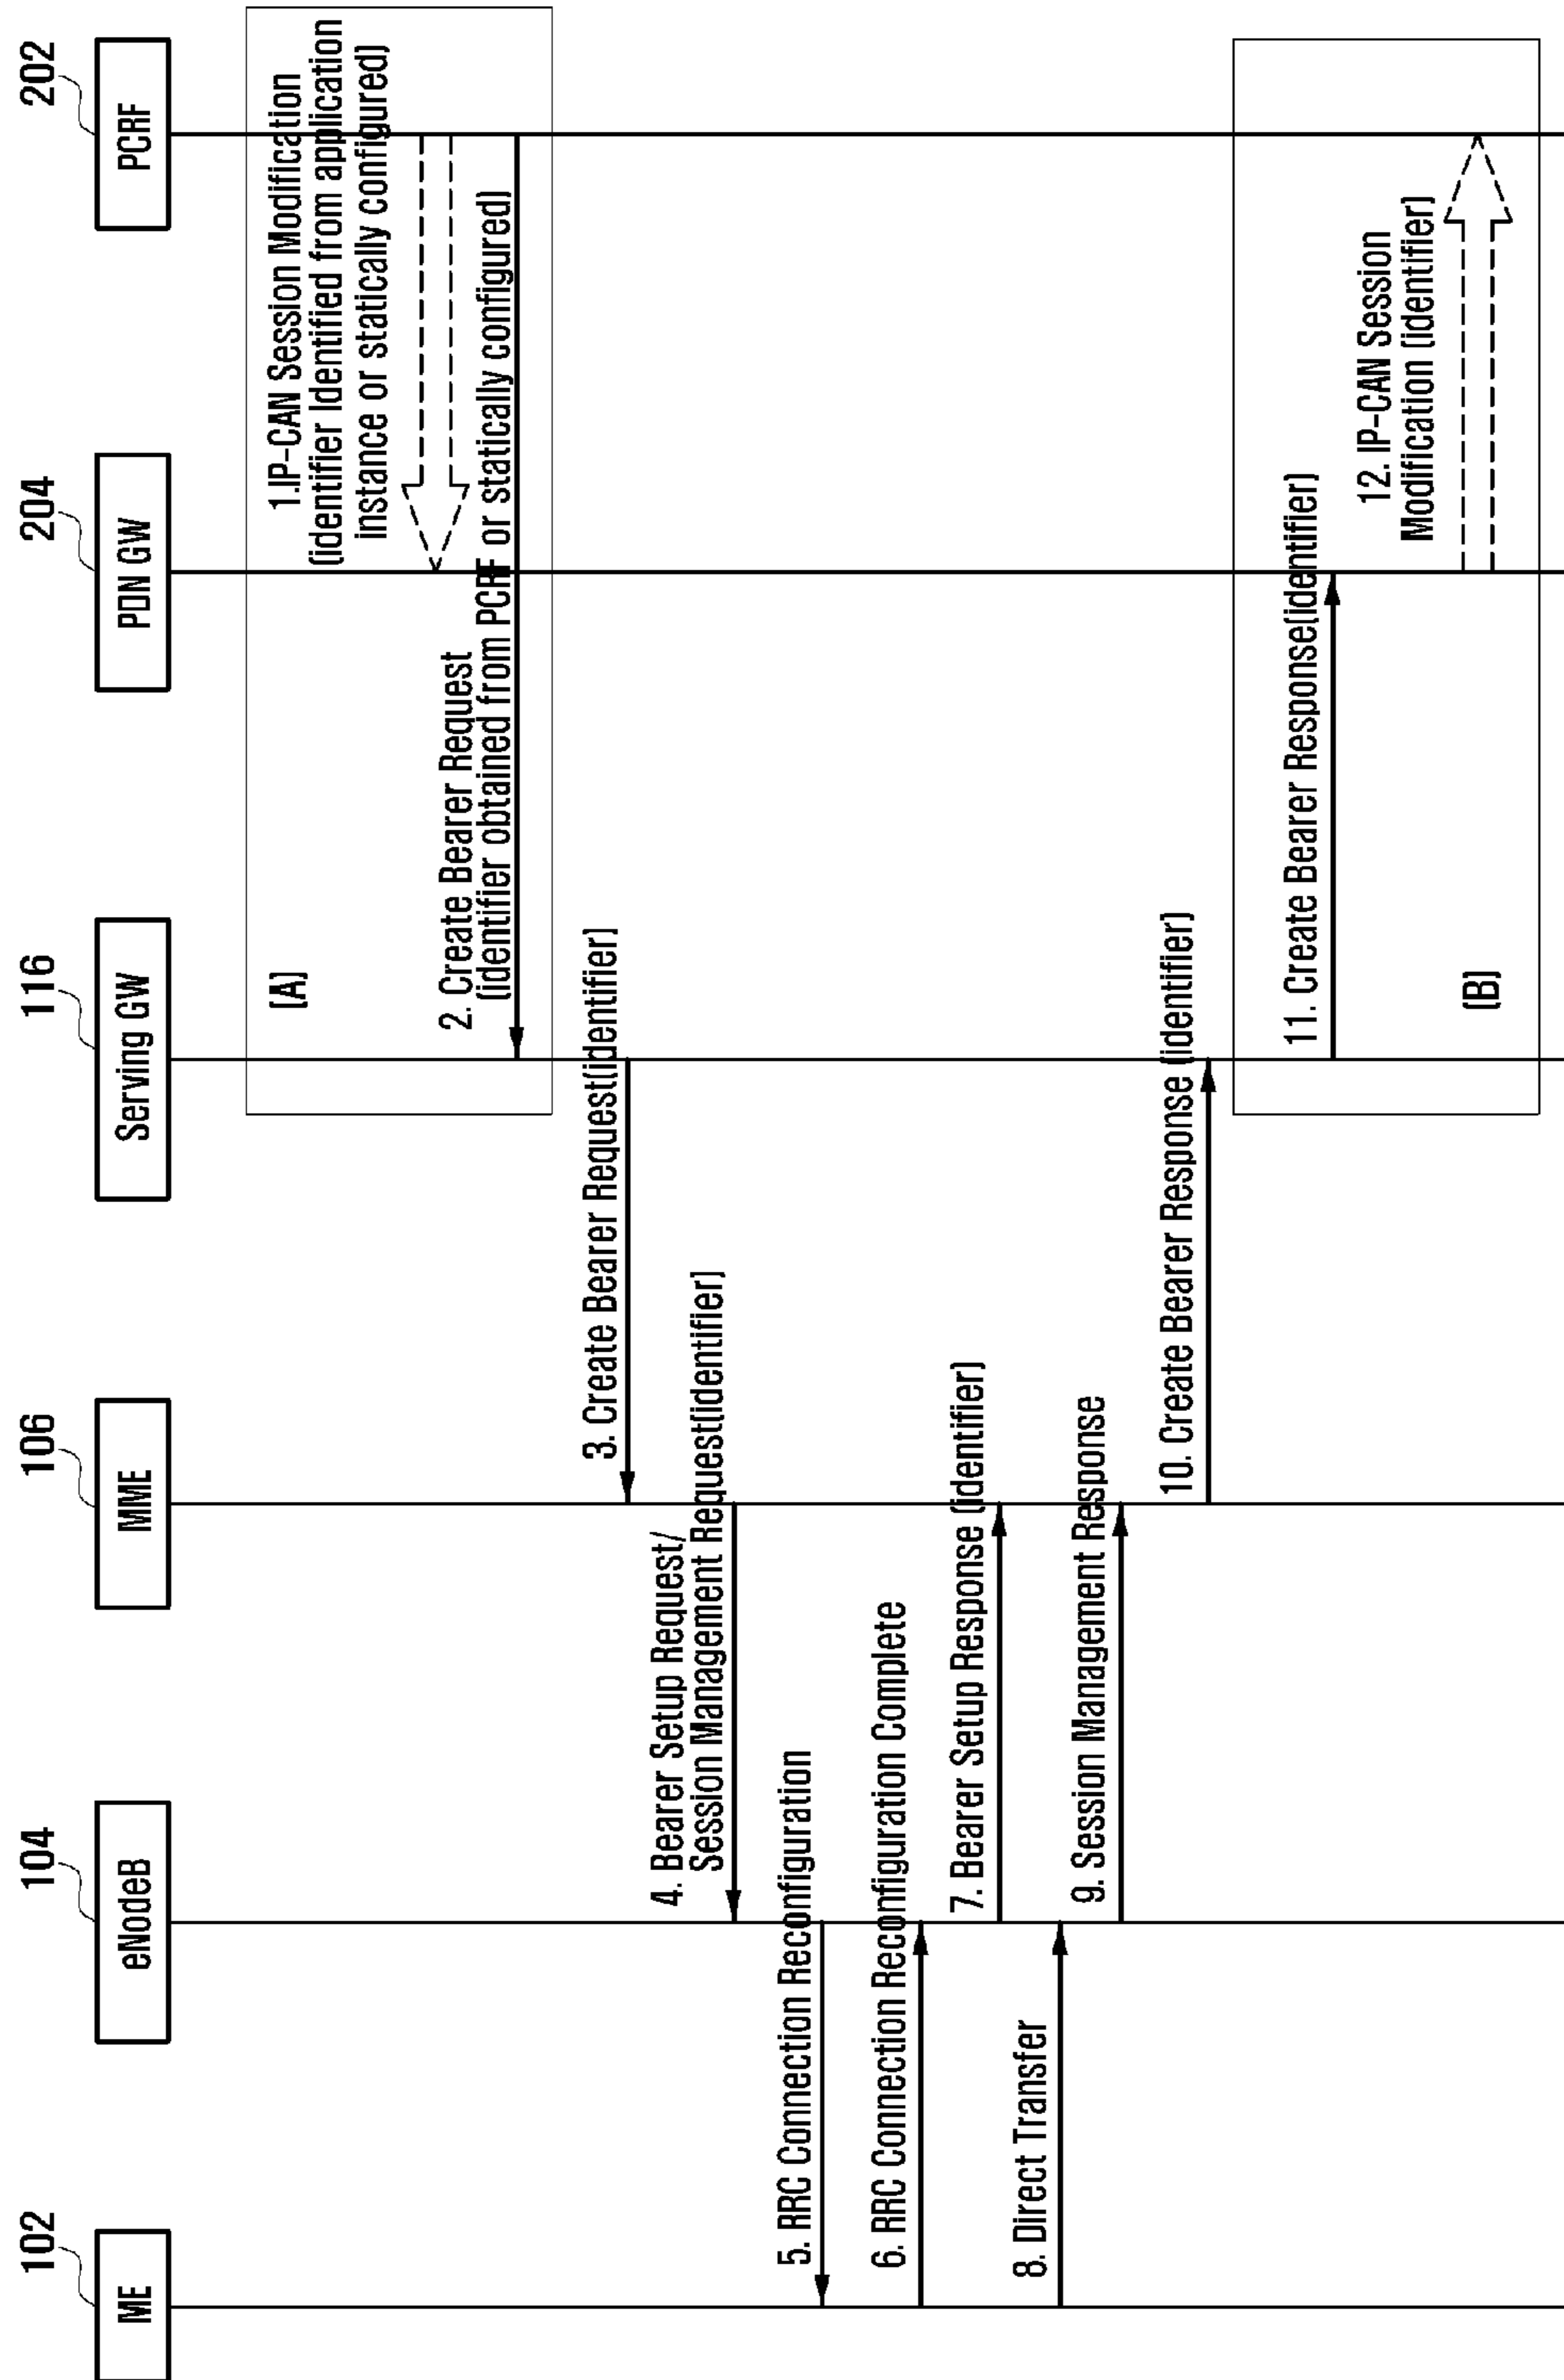 102
104
106
116
204
202
ME
eNodeB
MME
Serving GW
PDN GW
PCRF
(A)
1.IP-CAN Session Modification
(identifier Identified from application
instance or statically configured)
2. Create Bearer Request
(identifier obtained from PCRF or statically configured)
3. Create Bearer Request(identifier)
4. Bearer Setup Request/
Session Management Request(identifier)
5. RRC Connection Reconfiguration
6. RRC Connection Reconfiguration Complete
7. Bearer Setup Response (identifier)
8. Direct Transfer
9. Session Management Response
10. Create Bearer Response (identifier)
11. Create Bearer Response(identifier)
12. IP-CAN Session
Modification (identifier)
(B)